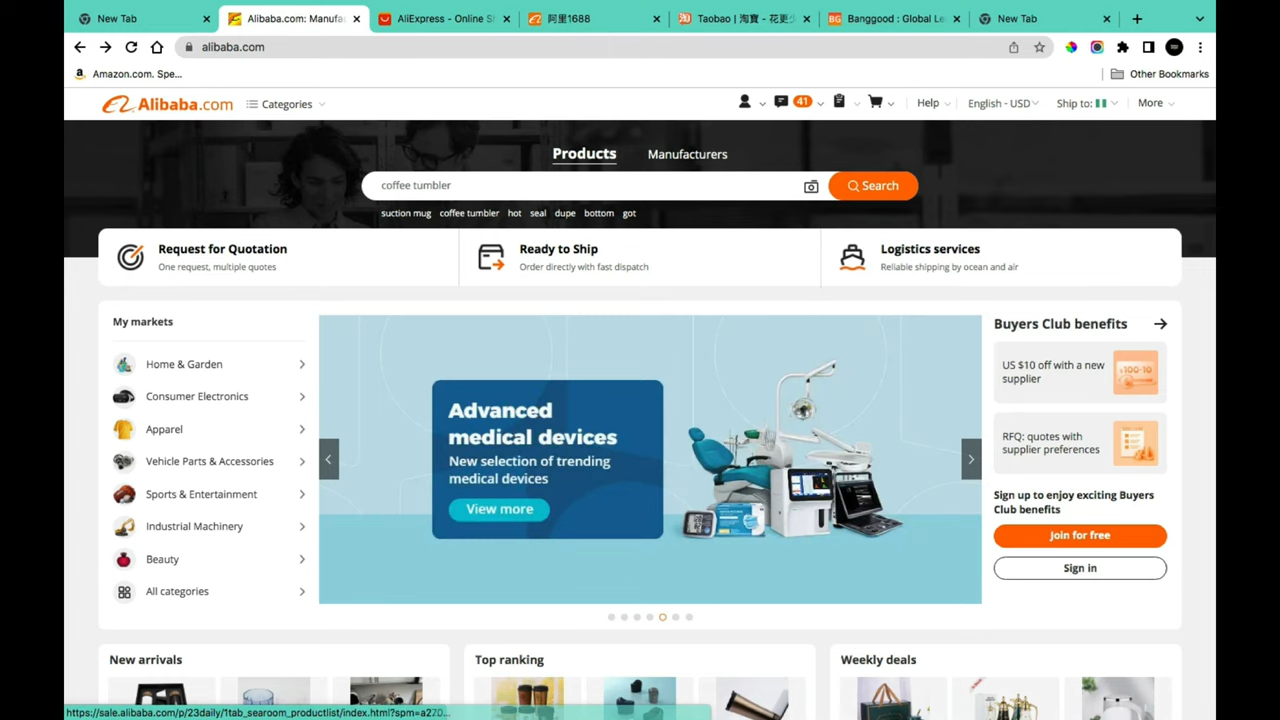 New Tab
Alibaba.com: Manufa
AliExpress - Online S
阿里1688
Taobao | 淘寶 - 花更
Banggood : Global Le
New Tab
alibaba.com
Amazon.com. Spe...
Other Bookmarks
Alibaba.com
Categories
41
Help
English - USD
Ship to:
More
Products
Manufacturers
coffee tumbler
Search
suction mug coffee tumbler hot seal dupe bottom got
Request for Quotation
One request, multiple quotes
Ready to Ship
Order directly with fast dispatch
Logistics services
Reliable shipping by ocean and air
My markets
Home & Garden
Consumer Electronics
Apparel
Vehicle Parts & Accessories
Sports & Entertainment
Industrial Machinery
Beauty
All categories
Advanced
medical devices
New selection of trending
medical devices
View more
Buyers Club benefits
US $10 off with a new
supplier
RFQ: quotes with
supplier preferences
Sign up to enjoy exciting Buyers
Club benefits
Join for free
Sign in
New arrivals
Top ranking
Weekly deals
https://sale.alibaba.com/p/23daily/1tab_searoom_productlist/index.html?spm=a270...